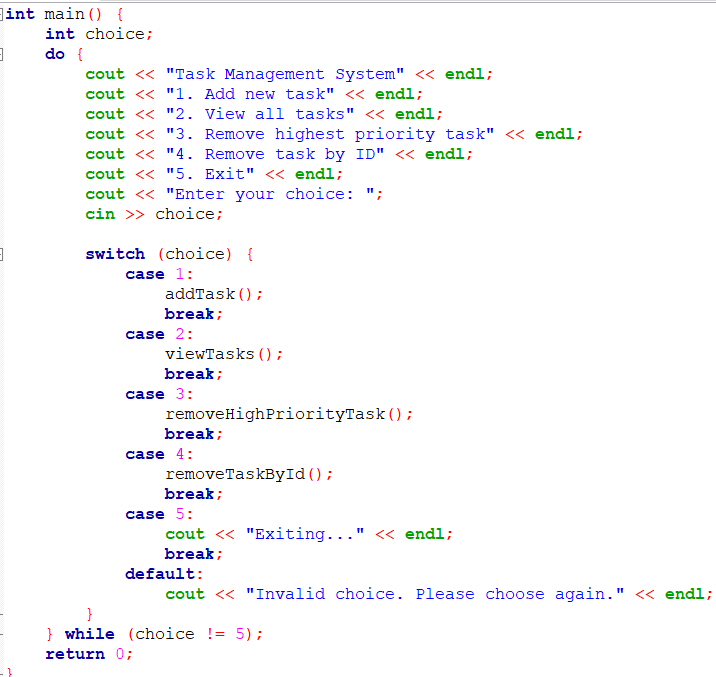 int main() {
    int choice;
    do {
        cout << "Task Management System" << endl;
        cout << "1. Add new task" << endl;
        cout << "2. View all tasks" << endl;
        cout << "3. Remove highest priority task" << endl;
        cout << "4. Remove task by ID" << endl;
        cout << "5. Exit" << endl;
        cout << "Enter your choice: ";
        cin >> choice;

        switch (choice) {
            case 1:
                addTask();
                break;
            case 2:
                viewTasks();
                break;
            case 3:
                removeHighPriorityTask();
                break;
            case 4:
                removeTaskById();
                break;
            case 5:
                cout << "Exiting..." << endl;
                break;
            default:
                cout << "Invalid choice. Please choose again." << endl;
        }
    } while (choice != 5);
    return 0;
}